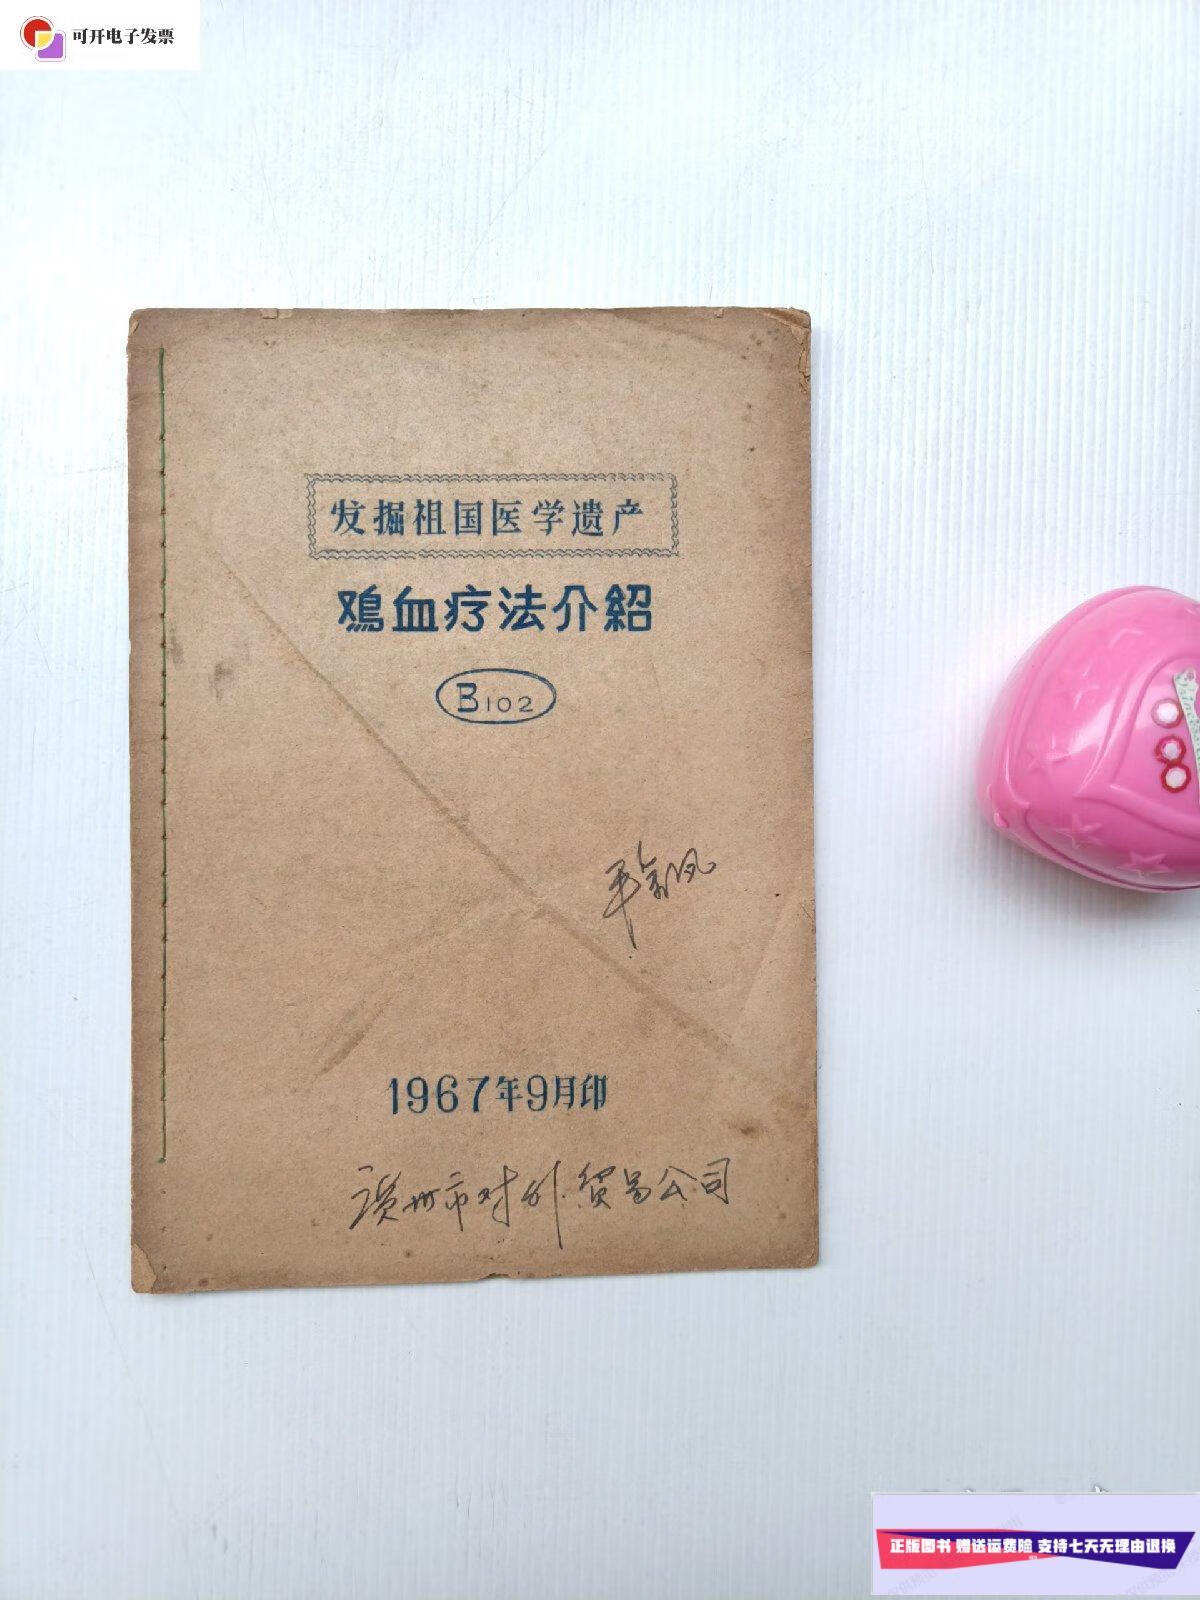 可开电子发票
发掘祖国医学遗产
鳮血疗法介紹
B102
1967年9月印
市对外贸易公司
正版图书 赠送运费险 支持七天无理由退换